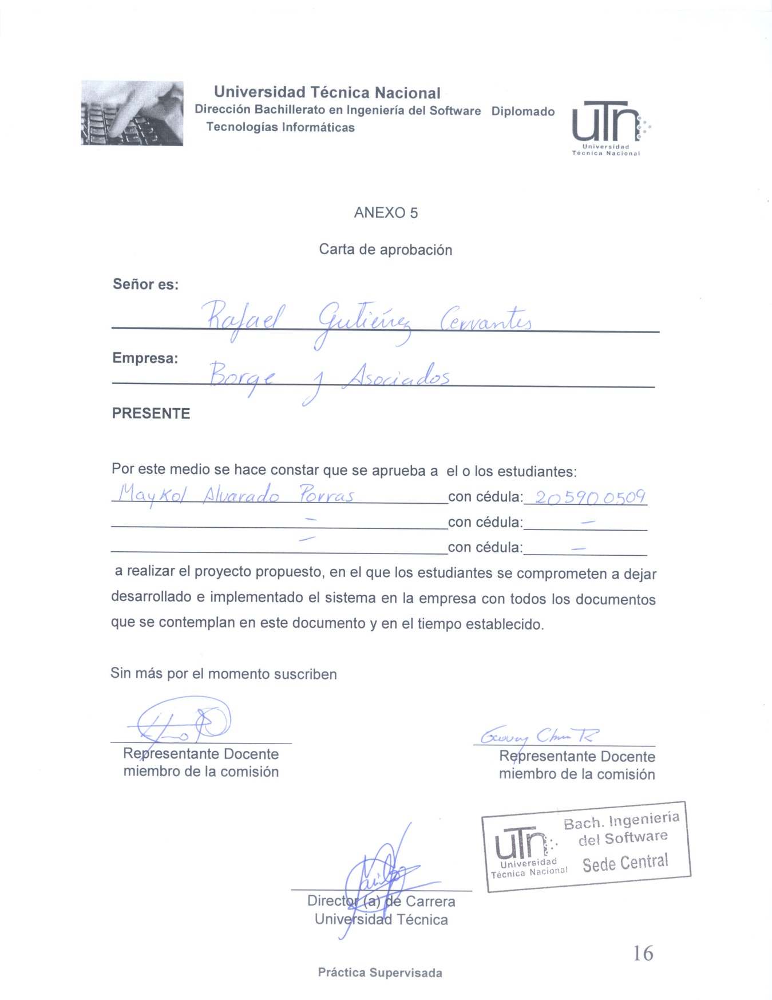 Universidad Técnica Nacional
Dirección Bachillerato en Ingeniería del Software Diplomado
Tecnologías Informáticas
uTn
Universidad
Técnica Nacional
ANEXO 5
Carta de aprobación
Señor es:
Rafael Gutiérrez Cervantes
Empresa:
Borge y Asociados
PRESENTE
Por este medio se hace constar que se aprueba a el o los estudiantes:
Maykol Alvarado Porras con cédula: 205900509
– con cédula: –
– con cédula: –
a realizar el proyecto propuesto, en el que los estudiantes se comprometen a dejar
desarrollado e implementado el sistema en la empresa con todos los documentos
que se contemplan en este documento y en el tiempo establecido.
Sin más por el momento suscriben
Representante Docente
miembro de la comisión
Representante Docente
miembro de la comisión
uTn
Universidad
Técnica Nacional
Bach. Ingeniería
del Software
Sede Central
Director (a) de Carrera
Universidad Técnica
16
Práctica Supervisada